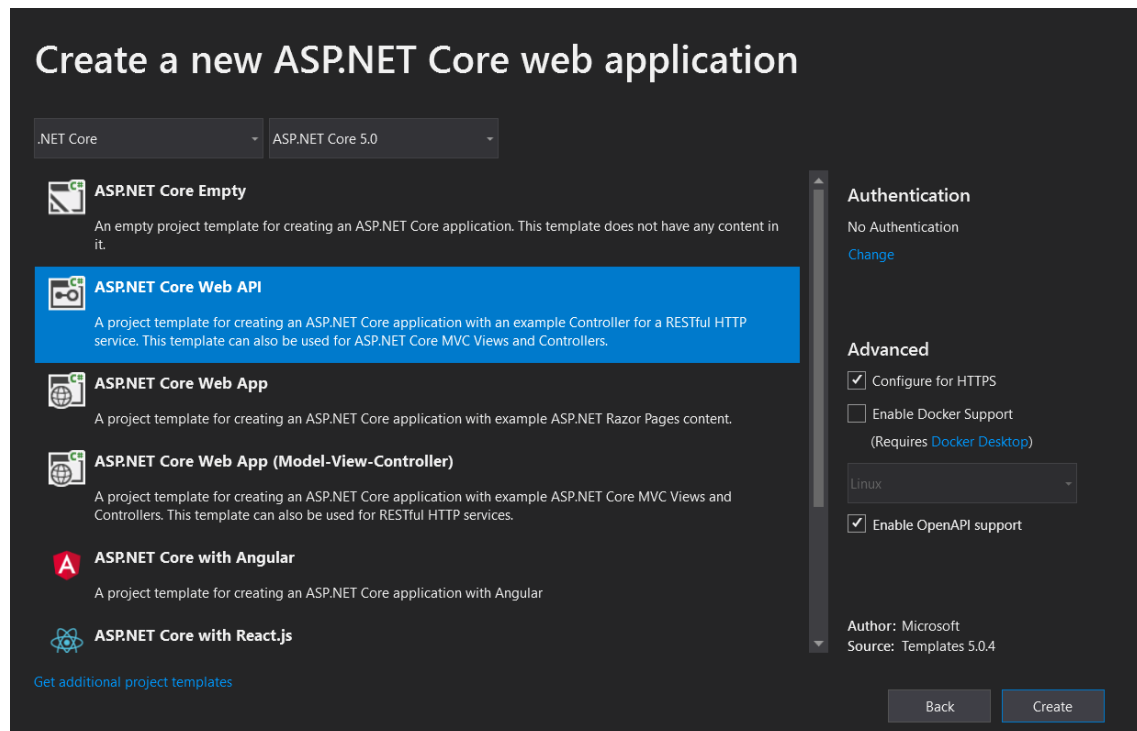 Create a new ASP.NET Core web application
.NET Core
ASP.NET Core 5.0
ASP.NET Core Empty
An empty project template for creating an ASP.NET Core application. This template does not have any content in
it.
ASP.NET Core Web API
A project template for creating an ASP.NET Core application with an example Controller for a RESTful HTTP
service. This template can also be used for ASP.NET Core MVC Views and Controllers.
ASP.NET Core Web App
A project template for creating an ASP.NET Core application with example ASP.NET Razor Pages content.
ASP.NET Core Web App (Model-View-Controller)
A project template for creating an ASP.NET Core application with example ASP.NET Core MVC Views and
Controllers. This template can also be used for RESTful HTTP services.
ASP.NET Core with Angular
A project template for creating an ASP.NET Core application with Angular
ASP.NET Core with React.js
Get additional project templates
Authentication
No Authentication
Change
Advanced
Configure for HTTPS
Enable Docker Support
(Requires Docker Desktop)
Linux
Enable OpenAPI support
Author: Microsoft
Source: Templates 5.0.4
Back
Create